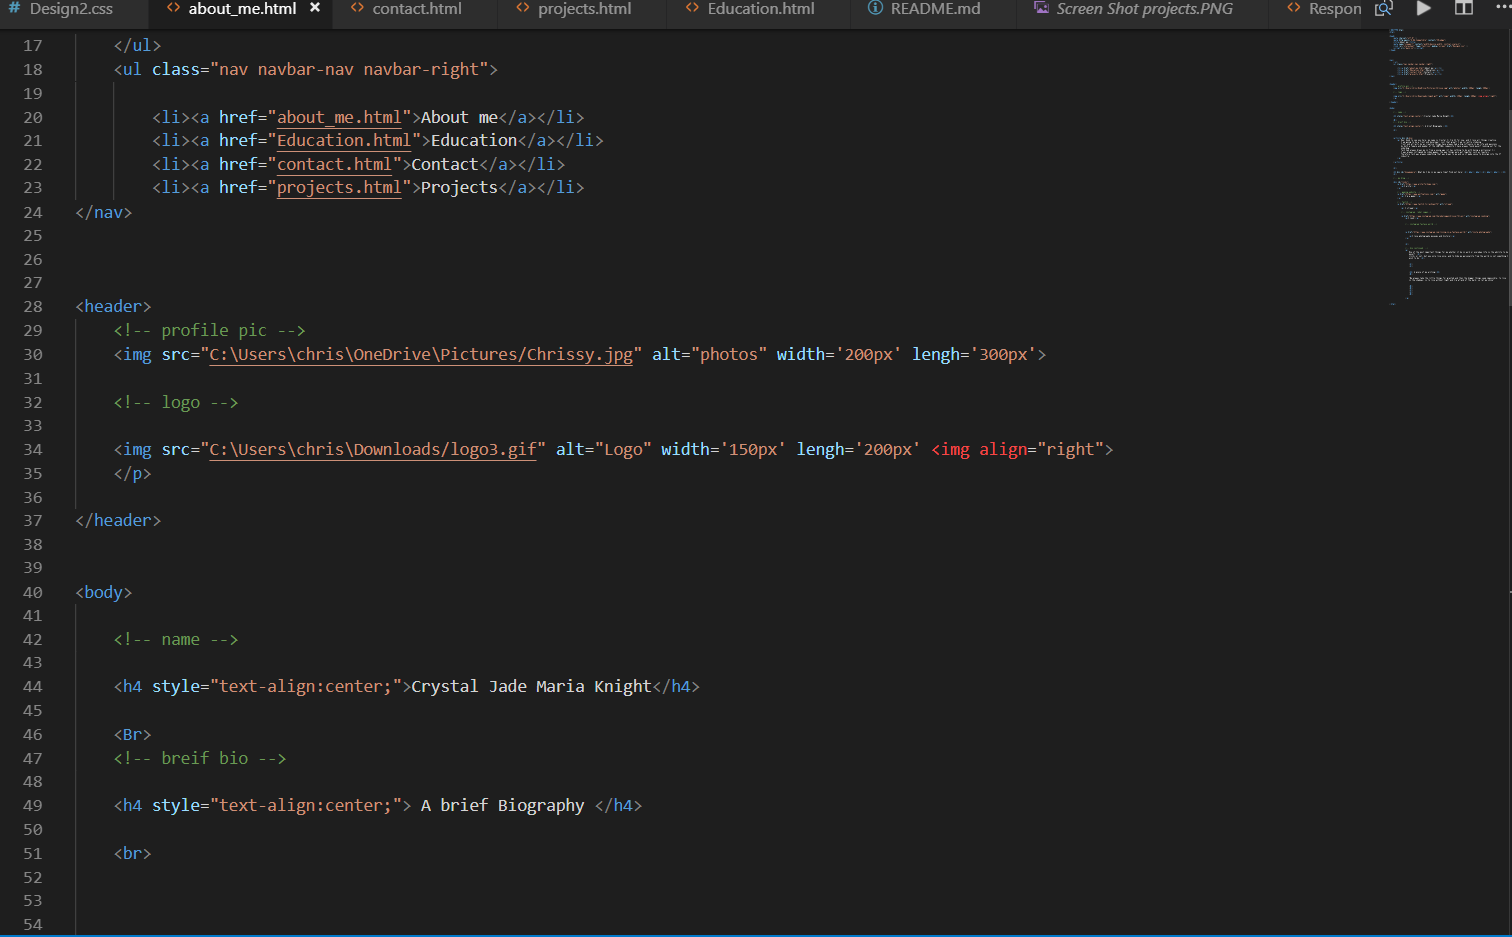 # Design2.css <> about_me.html × <> contact.html <> projects.html <> Education.html ⓘ README.md Screen Shot projects.PNG <> Respon
17 </ul>
18 <ul class="nav navbar-nav navbar-right">
19
20 <li><a href="about_me.html">About me</a></li>
21 <li><a href="Education.html">Education</a></li>
22 <li><a href="contact.html">Contact</a></li>
23 <li><a href="projects.html">Projects</a></li>
24 </nav>
25
26
27
28 <header>
29 <!-- profile pic -->
30 <img src="C:\Users\chris\OneDrive\Pictures/Chrissy.jpg" alt="photos" width='200px' lengh='300px'>
31
32 <!-- logo -->
33
34 <img src="C:\Users\chris\Downloads/logo3.gif" alt="Logo" width='150px' lengh='200px' <img align="right">
35 </p>
36
37 </header>
38
39
40 <body>
41
42 <!-- name -->
43
44 <h4 style="text-align:center;">Crystal Jade Maria Knight</h4>
45
46 <Br>
47 <!-- breif bio -->
48
49 <h4 style="text-align:center;"> A brief Biography </h4>
50
51 <br>
52
53
54